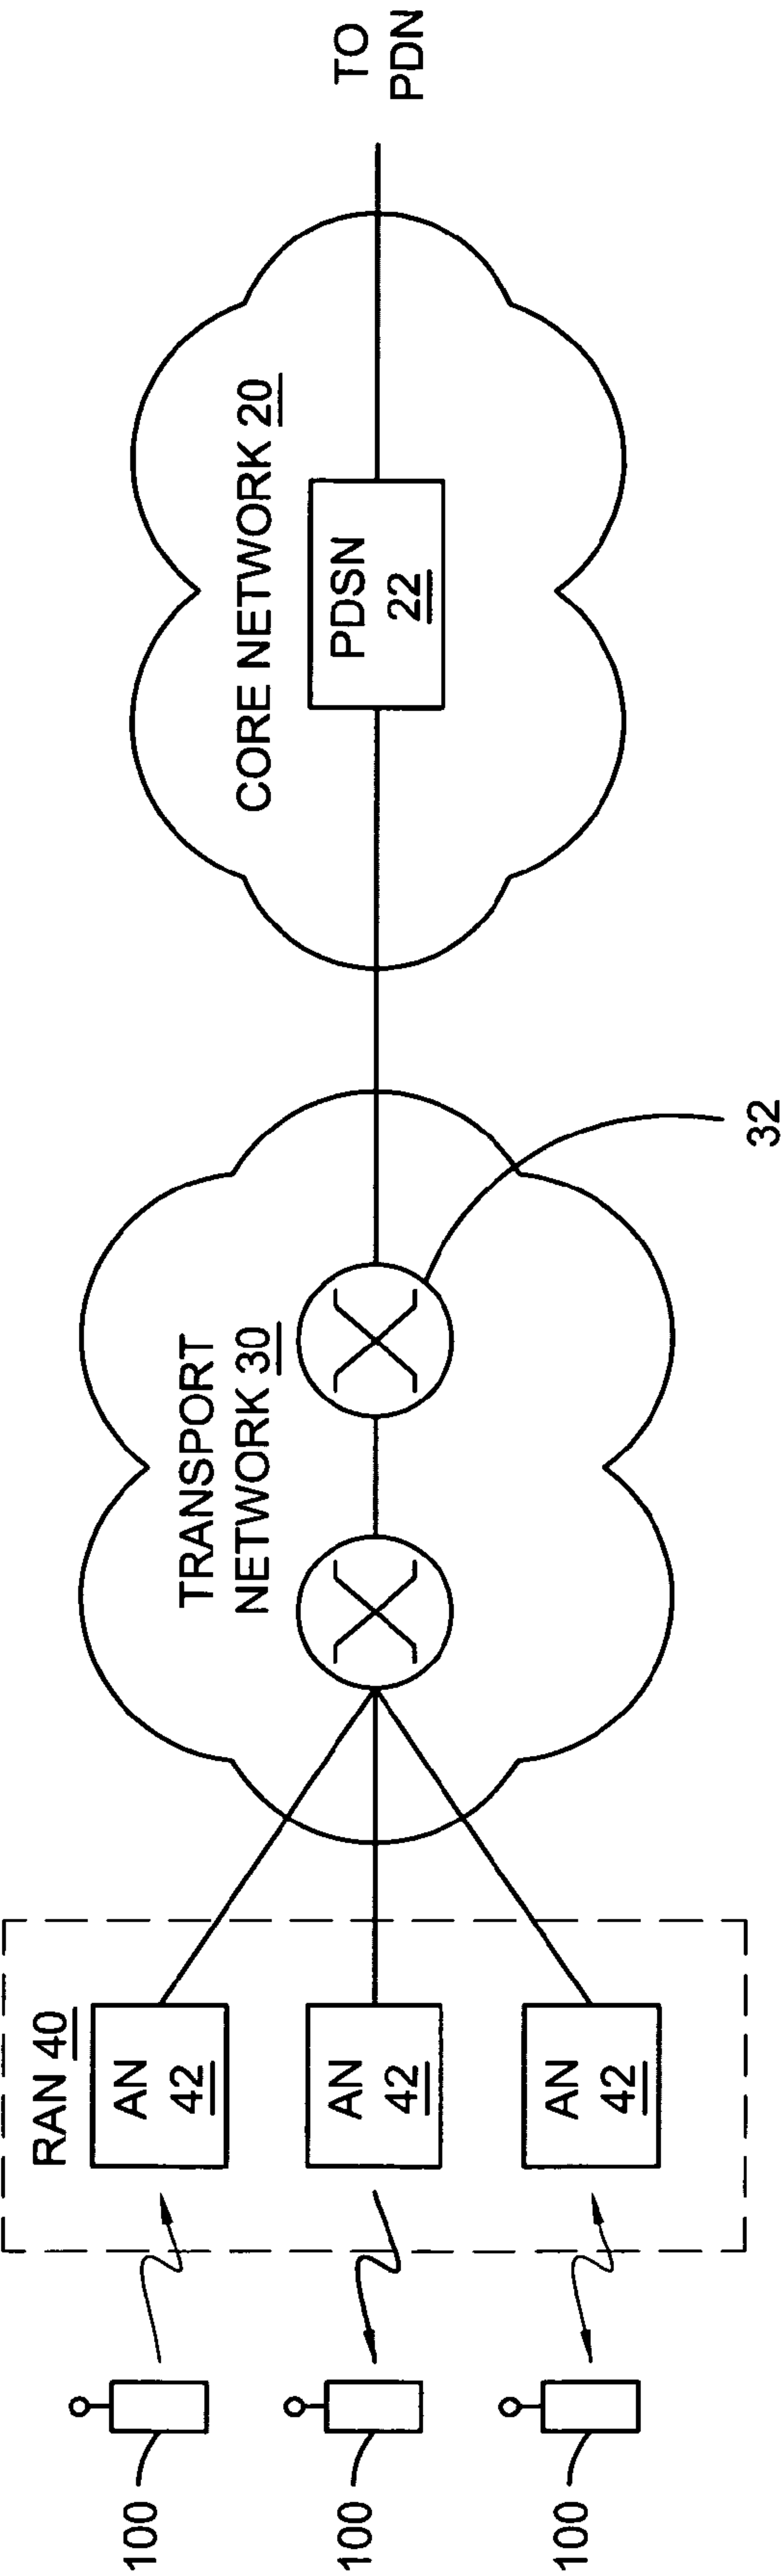 RAN 40
AN
42
AN
42
AN
42
100
100
100
TRANSPORT
NETWORK 30
32
CORE NETWORK 20
PDSN
22
TO
PDN